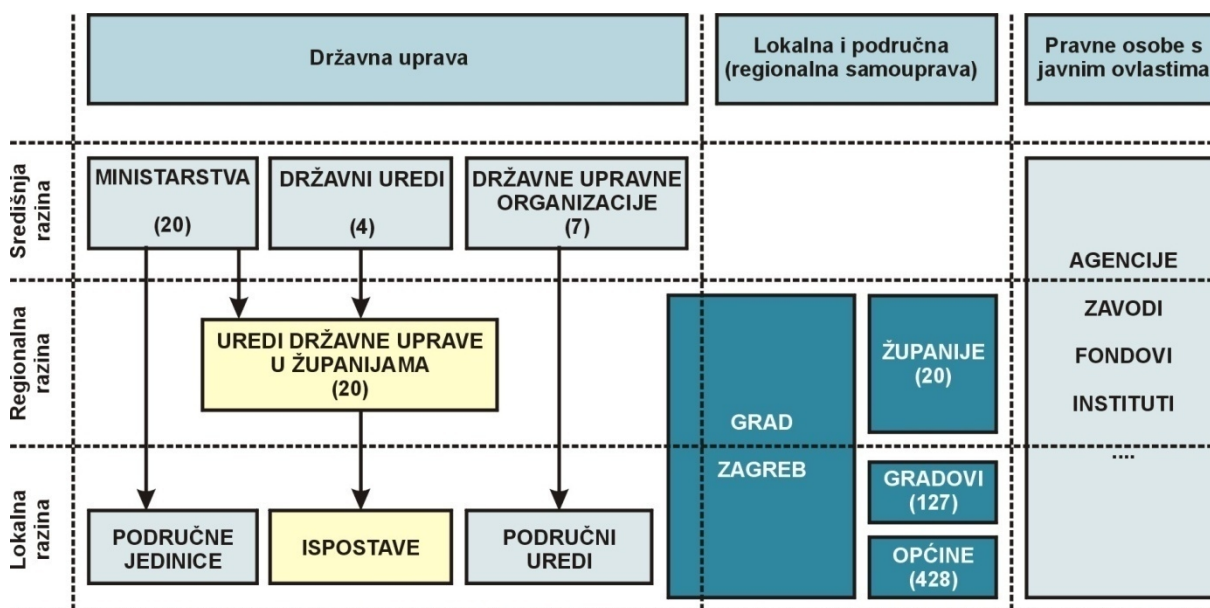 Državna uprava
Lokalna i područna
(regionalna samouprava)
Pravne osobe s
javnim ovlastima
Središnja
razina
MINISTARSTVA
(20)
DRŽAVNI UREDI
(4)
DRŽAVNE UPRAVNE
ORGANIZACIJE
(7)
Regionalna
razina
UREDI DRŽAVNE UPRAVE
U ŽUPANIJAMA
(20)
GRAD
ZAGREB
ŽUPANIJE
(20)
AGENCIJE
ZAVODI
FONDOVI
INSTITUTI
....
Lokalna
razina
PODRUČNE
JEDINICE
ISPOSTAVE
PODRUČNI
UREDI
GRADOVI
(127)
OPĆINE
(428)